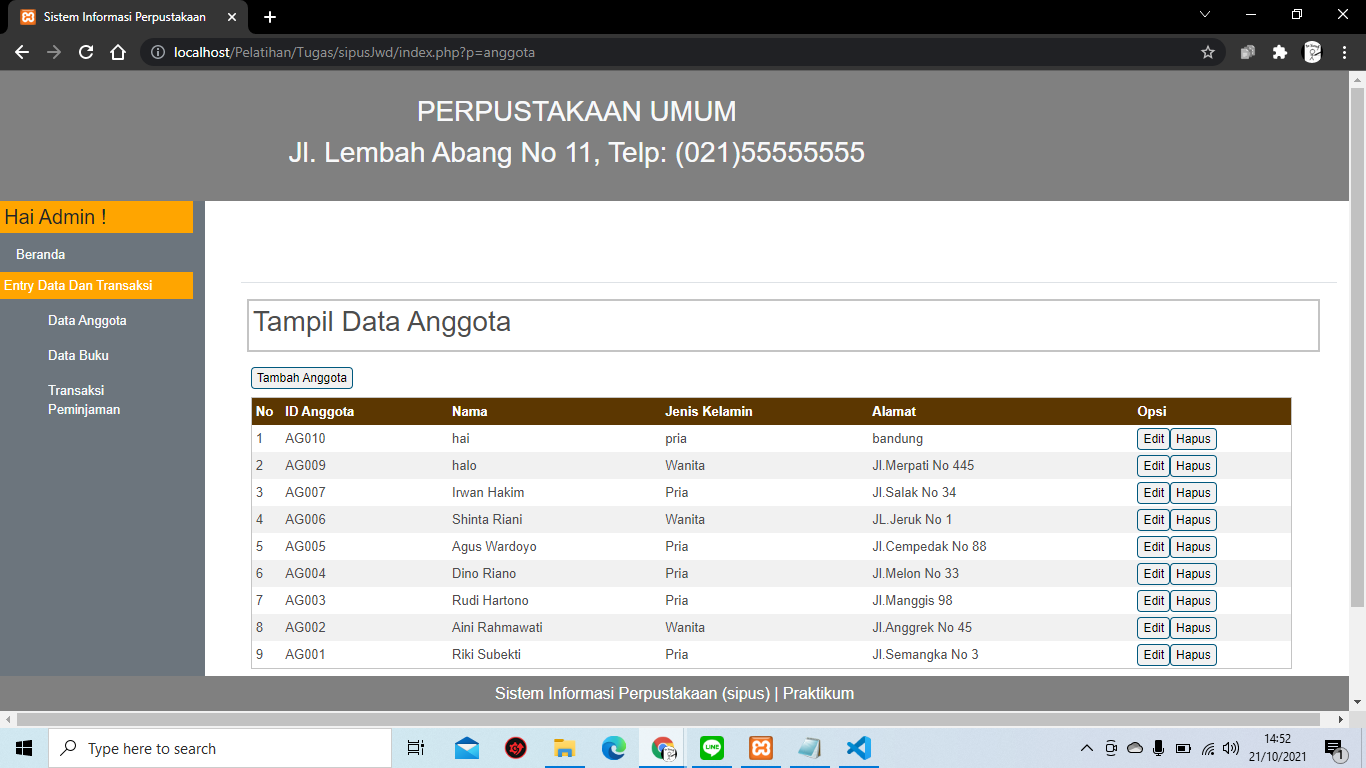 Sistem Informasi Perpustakaan
localhost/Pelatihan/Tugas/sipusJwd/index.php?p=anggota
PERPUSTAKAAN UMUM
Jl. Lembah Abang No 11, Telp: (021)55555555
Hai Admin !
Beranda
Entry Data Dan Transaksi
Data Anggota
Data Buku
Transaksi
Peminjaman
Tampil Data Anggota
Tambah Anggota
No ID Anggota Nama Jenis Kelamin Alamat Opsi
1 AG010 hai pria bandung Edit Hapus
2 AG009 halo Wanita Jl.Merpati No 445 Edit Hapus
3 AG007 Irwan Hakim Pria Jl.Salak No 34 Edit Hapus
4 AG006 Shinta Riani Wanita JL.Jeruk No 1 Edit Hapus
5 AG005 Agus Wardoyo Pria Jl.Cempedak No 88 Edit Hapus
6 AG004 Dino Riano Pria Jl.Melon No 33 Edit Hapus
7 AG003 Rudi Hartono Pria Jl.Manggis 98 Edit Hapus
8 AG002 Aini Rahmawati Wanita Jl.Anggrek No 45 Edit Hapus
9 AG001 Riki Subekti Pria Jl.Semangka No 3 Edit Hapus
Sistem Informasi Perpustakaan (sipus) | Praktikum
Type here to search
LINE
14:52
21/10/2021
1